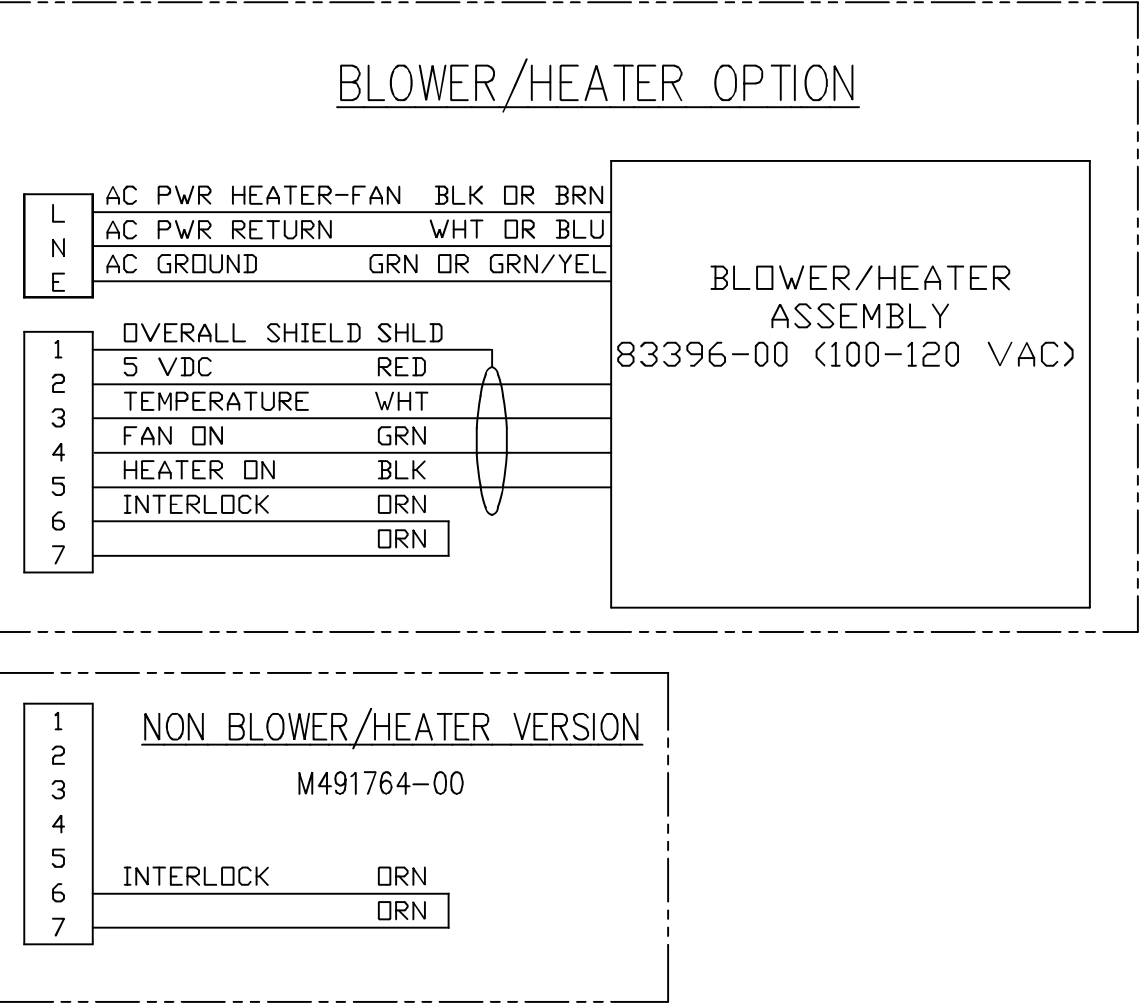 BLOWER/HEATER OPTION
L AC PWR HEATER-FAN BLK OR BRN
N AC PWR RETURN WHT OR BLU
E AC GROUND GRN OR GRN/YEL
BLOWER/HEATER
ASSEMBLY
83396-00 (100-120 VAC)
1 OVERALL SHIELD SHLD
2 5 VDC RED
3 TEMPERATURE WHT
4 FAN ON GRN
5 HEATER ON BLK
6 INTERLOCK ORN
7 ORN
NON BLOWER/HEATER VERSION
M491764-00
1
2
3
4
5
6 INTERLOCK ORN
7 ORN